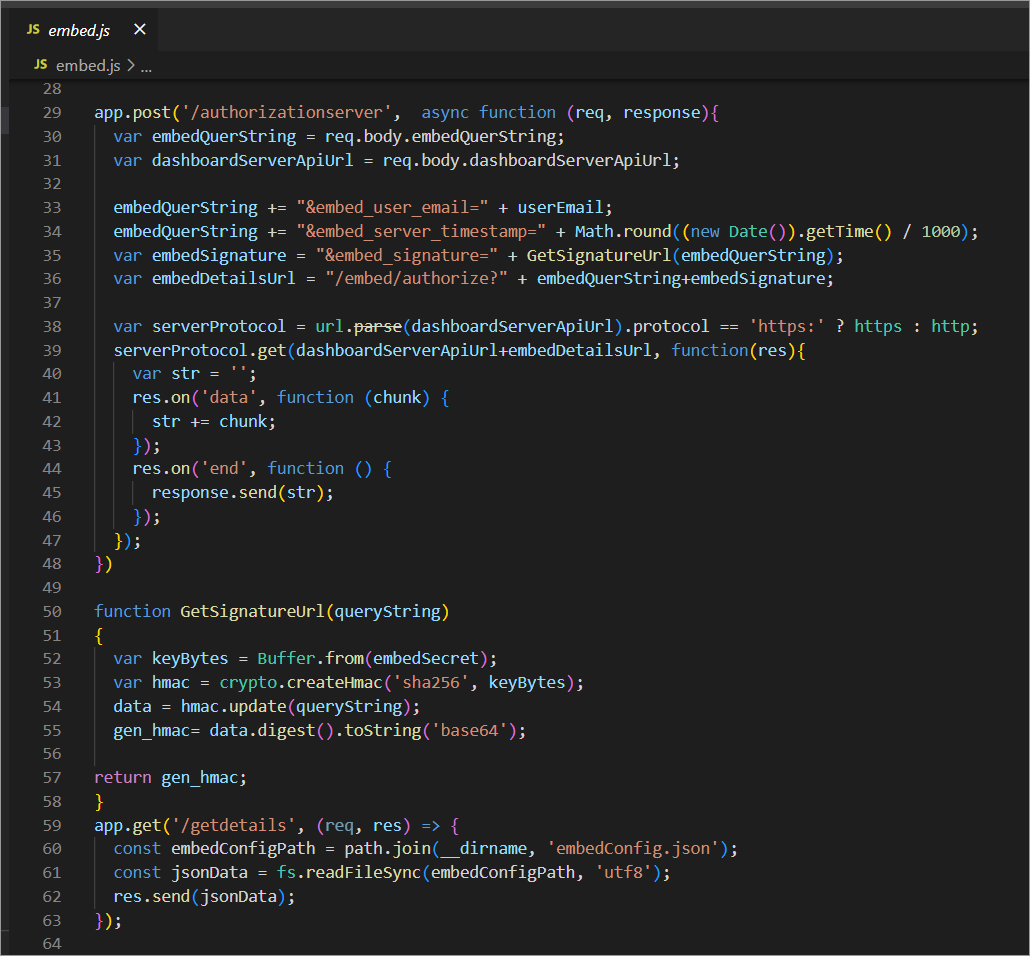 JS embed.js ×
JS embed.js > ...
28
29 app.post('/authorizationserver',  async function (req, response){
30   var embedQuerString = req.body.embedQuerString;
31   var dashboardServerApiUrl = req.body.dashboardServerApiUrl;
32
33   embedQuerString += "&embed_user_email=" + userEmail;
34   embedQuerString += "&embed_server_timestamp=" + Math.round((new Date()).getTime() / 1000);
35   var embedSignature = "&embed_signature=" + GetSignatureUrl(embedQuerString);
36   var embedDetailsUrl = "/embed/authorize?" + embedQuerString+embedSignature;
37
38   var serverProtocol = url.parse(dashboardServerApiUrl).protocol == 'https:' ? https : http;
39   serverProtocol.get(dashboardServerApiUrl+embedDetailsUrl, function(res){
40     var str = '';
41     res.on('data', function (chunk) {
42       str += chunk;
43     });
44     res.on('end', function () {
45       response.send(str);
46     });
47   });
48 })
49
50 function GetSignatureUrl(queryString)
51 {
52   var keyBytes = Buffer.from(embedSecret);
53   var hmac = crypto.createHmac('sha256', keyBytes);
54   data = hmac.update(queryString);
55   gen_hmac= data.digest().toString('base64');
56
57 return gen_hmac;
58 }
59 app.get('/getdetails', (req, res) => {
60   const embedConfigPath = path.join(__dirname, 'embedConfig.json');
61   const jsonData = fs.readFileSync(embedConfigPath, 'utf8');
62   res.send(jsonData);
63 });
64